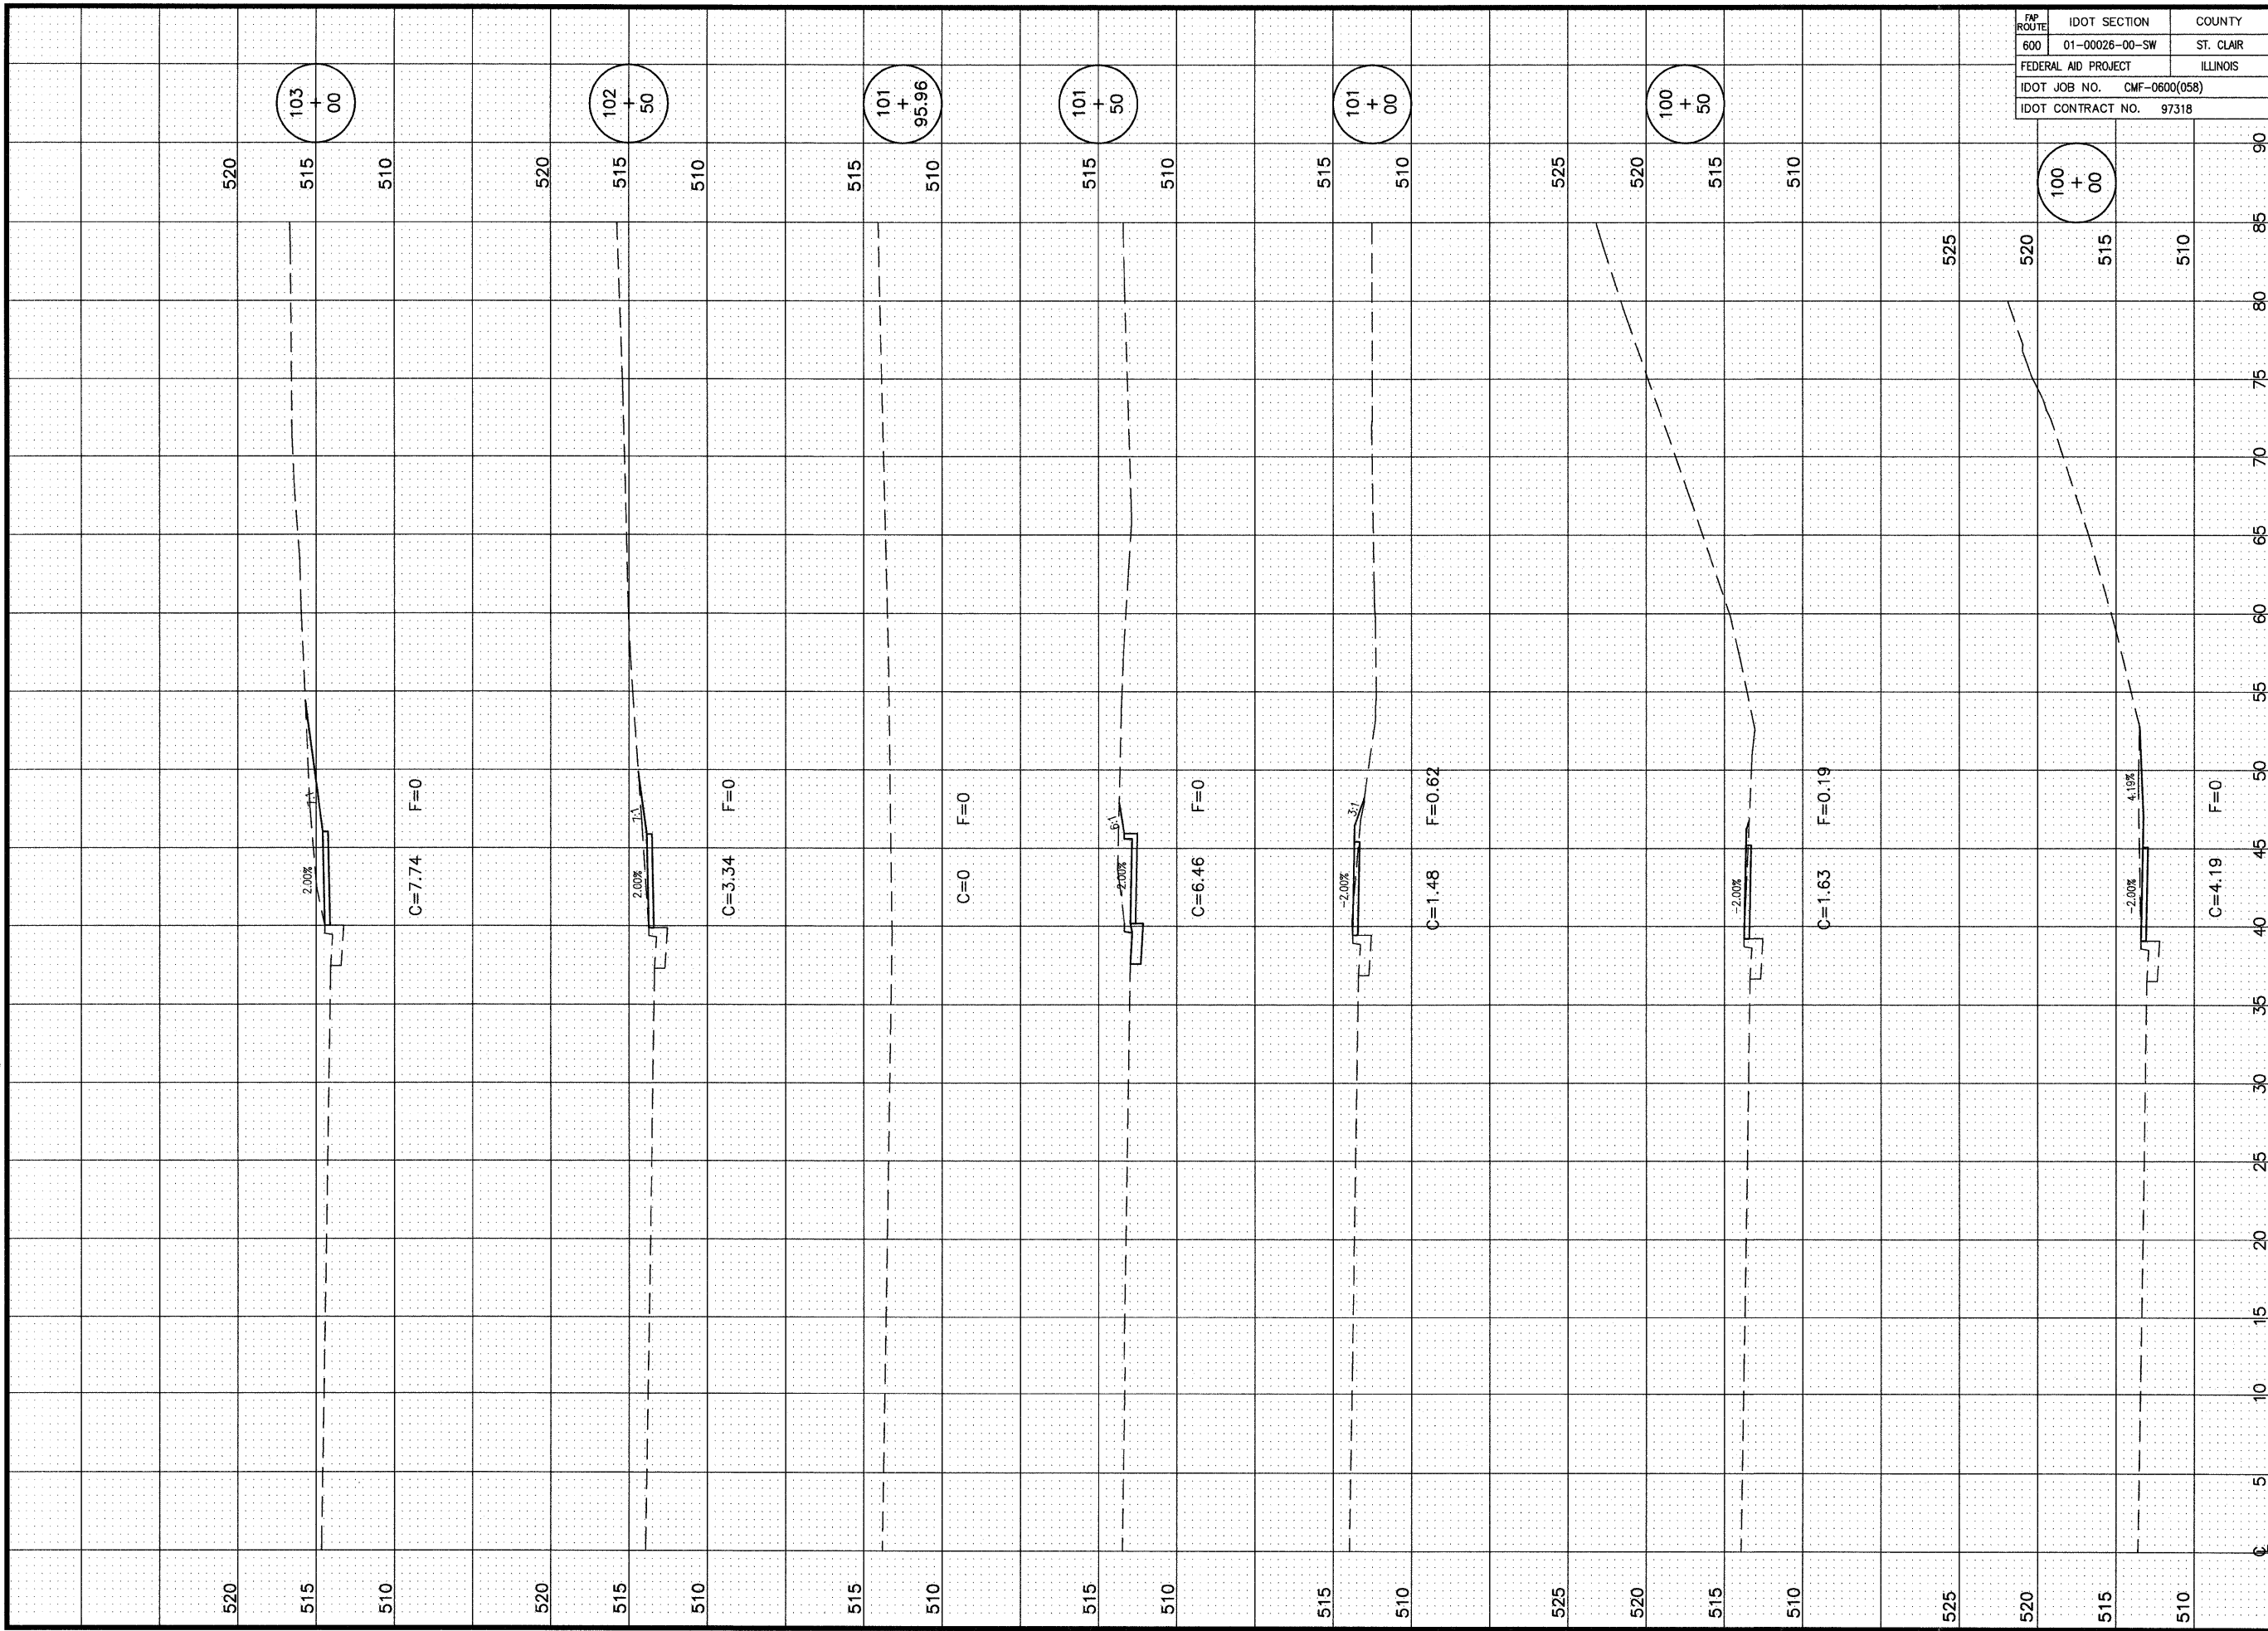 FAP ROUTE IDOT SECTION COUNTY
600 01-00026-00-SW ST. CLAIR
FEDERAL AID PROJECT ILLINOIS
IDOT JOB NO. CMF-0600(058)
IDOT CONTRACT NO. 97318
103
+
00
520 515 510
2.00%
7:1
C=7.74 F=0
520 515 510
102
+
50
520 515 510
2.00%
7:1
C=3.34 F=0
520 515 510
101
+
95.96
515 510
C=0 F=0
515 510
101
+
50
515 510
-2.00%
6:1
C=6.46 F=0
515 510
101
+
00
515 510
-2.00%
3:1
C=1.48 F=0.62
515 510
100
+
50
525 520 515 510
-2.00%
C=1.63 F=0.19
525 520 515 510
100
+
00
525 520 515 510
-2.00%
4.19%
C=4.19 F=0
525 520 515 510
5 10 15 20 25 30 35 40 45 50 55 60 65 70 75 80 85 90